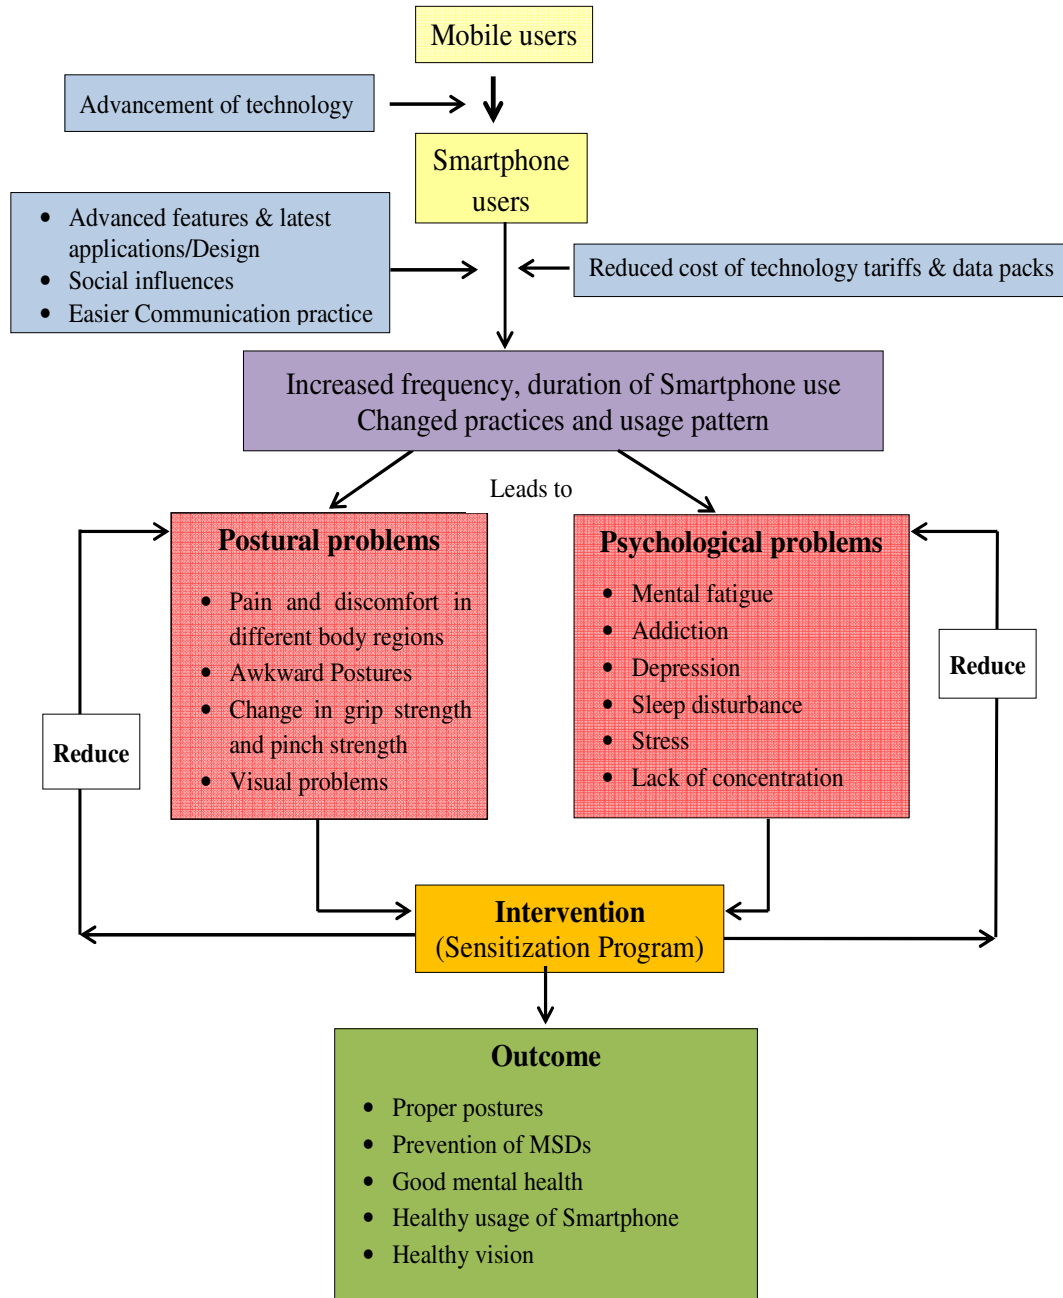 Mobile users
Advancement of technology
Smartphone
users
• Advanced features & latest
applications/Design
• Social influences
• Easier Communication practice
Reduced cost of technology tariffs & data packs
Increased frequency, duration of Smartphone use
Changed practices and usage pattern
Leads to
Postural problems
• Pain and discomfort in
different body regions
• Awkward Postures
• Change in grip strength
and pinch strength
• Visual problems
Psychological problems
• Mental fatigue
• Addiction
• Depression
• Sleep disturbance
• Stress
• Lack of concentration
Reduce
Reduce
Intervention
(Sensitization Program)
Outcome
• Proper postures
• Prevention of MSDs
• Good mental health
• Healthy usage of Smartphone
• Healthy vision